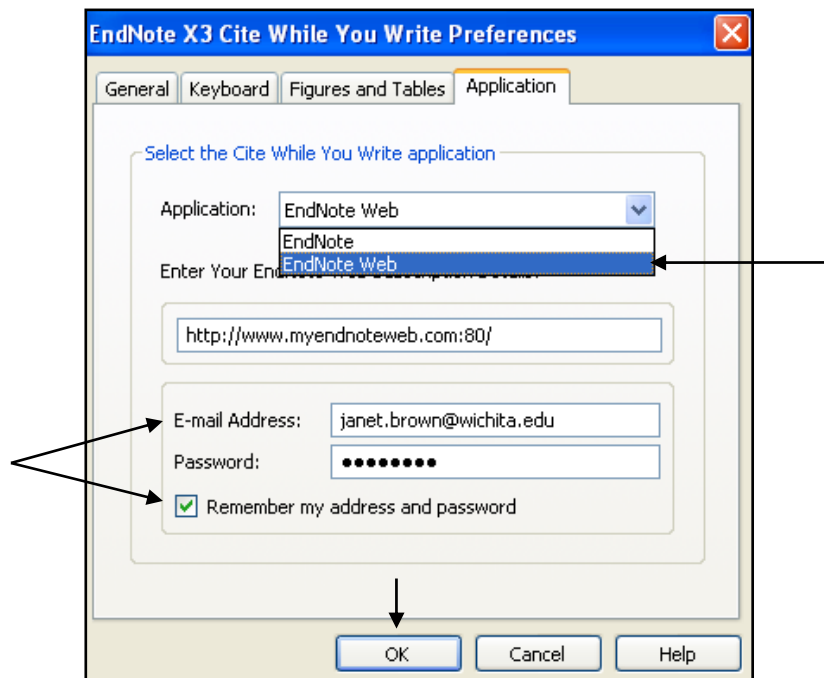 EndNote X3 Cite While You Write Preferences
General Keyboard Figures and Tables Application
Select the Cite While You Write application
Application: EndNote Web
EndNote
EndNote Web
Enter Your
http://www.myendnoteweb.com:80/
E-mail Address: janet.brown@wichita.edu
Password: ●●●●●●●●
Remember my address and password
OK Cancel Help